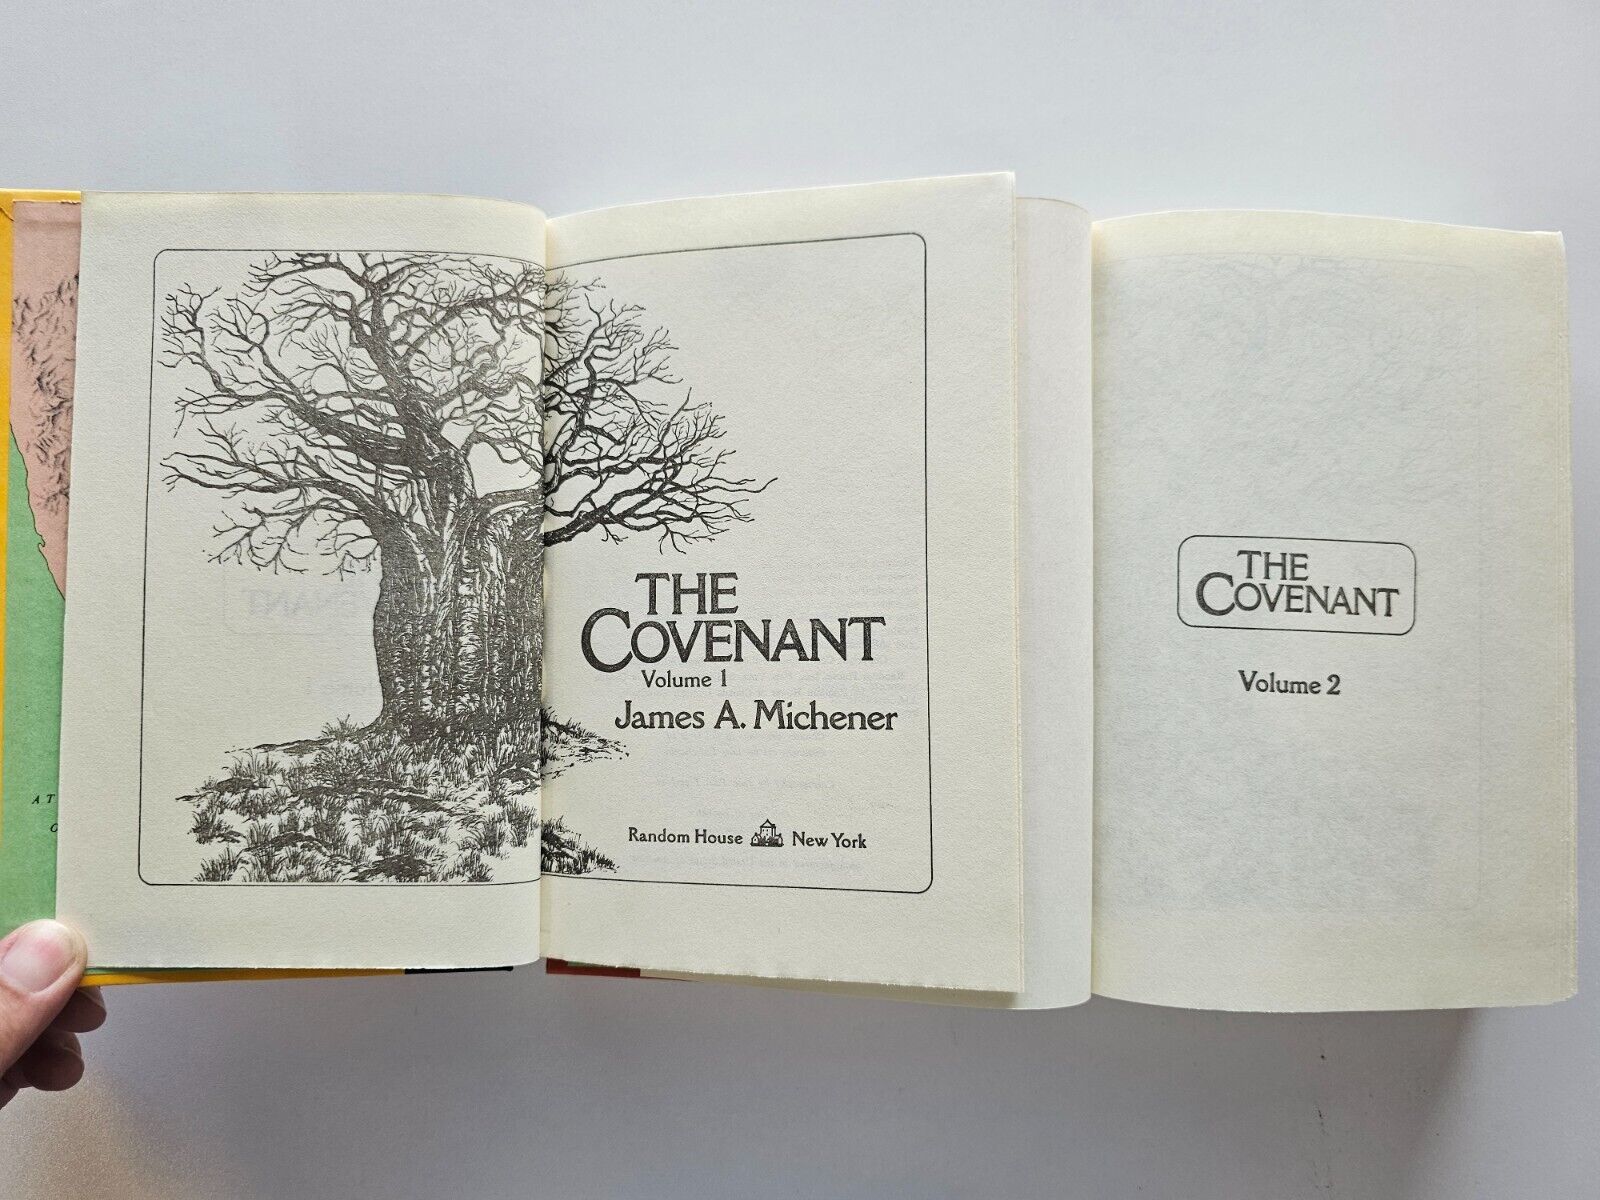 THE
COVENANT
Volume 1
James A. Michener
Random House New York
THE
COVENANT
Volume 2